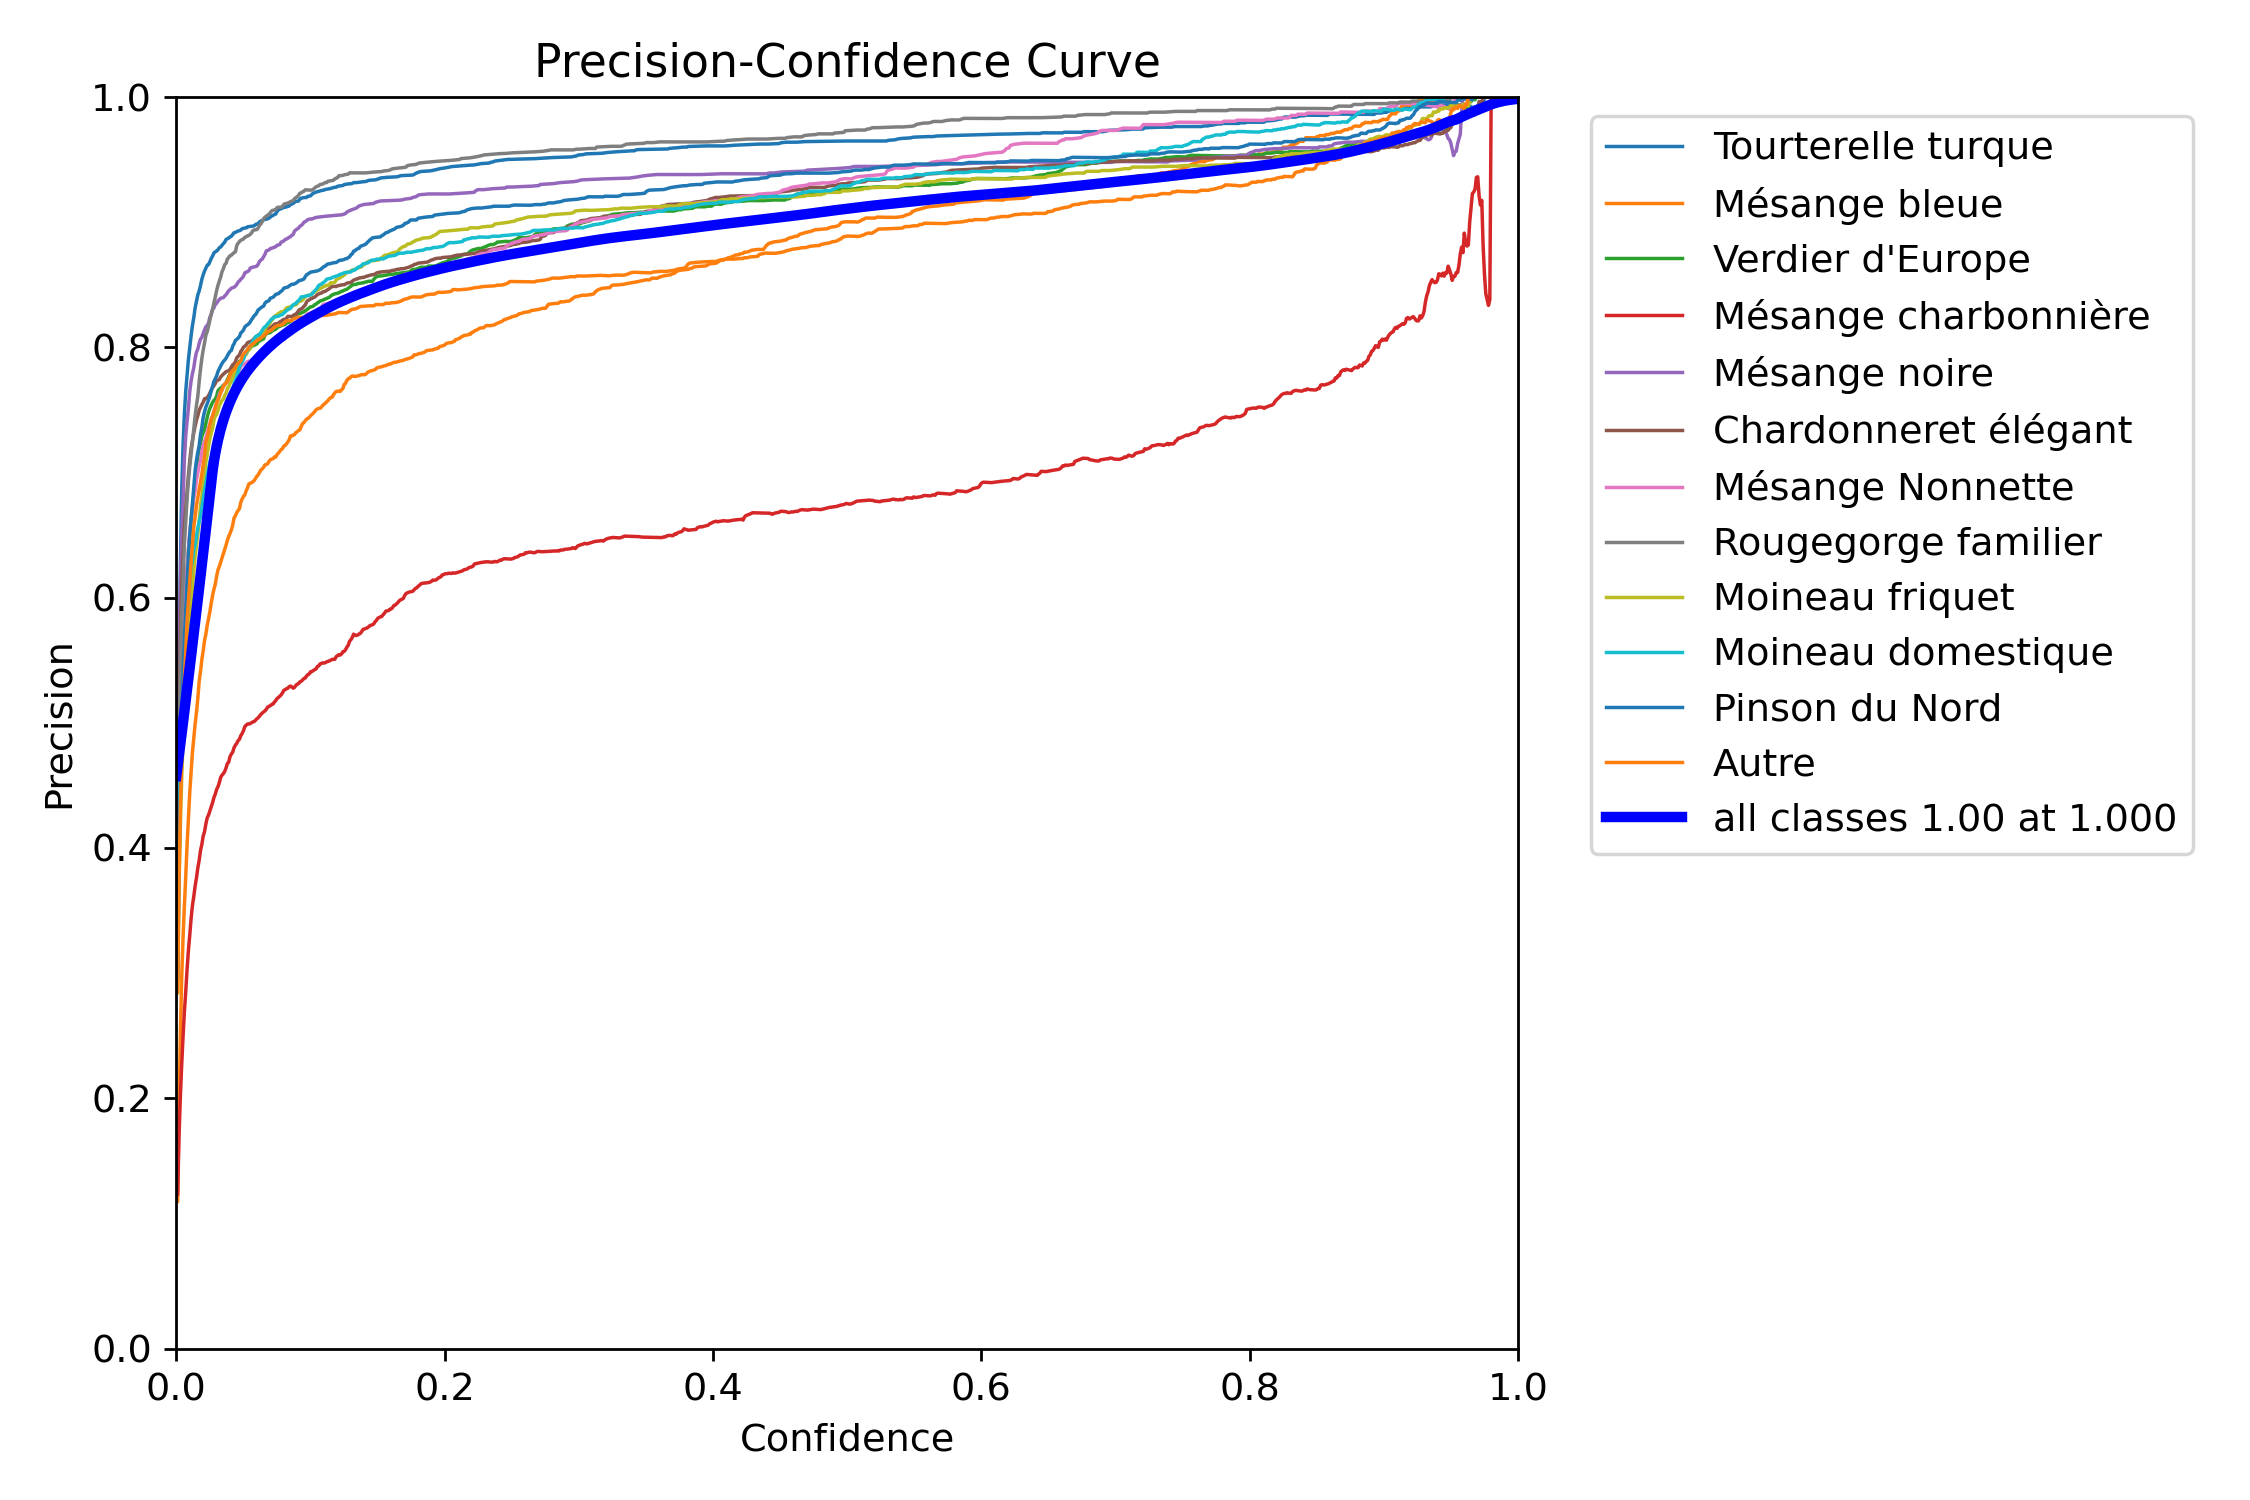 Precision-Confidence Curve
1.0
0.8
0.6
0.4
0.2
0.0
Precision
0.0 0.2 0.4 0.6 0.8 1.0
Confidence
Tourterelle turque
Mésange bleue
Verdier d'Europe
Mésange charbonnière
Mésange noire
Chardonneret élégant
Mésange Nonnette
Rougegorge familier
Moineau friquet
Moineau domestique
Pinson du Nord
Autre
all classes 1.00 at 1.000